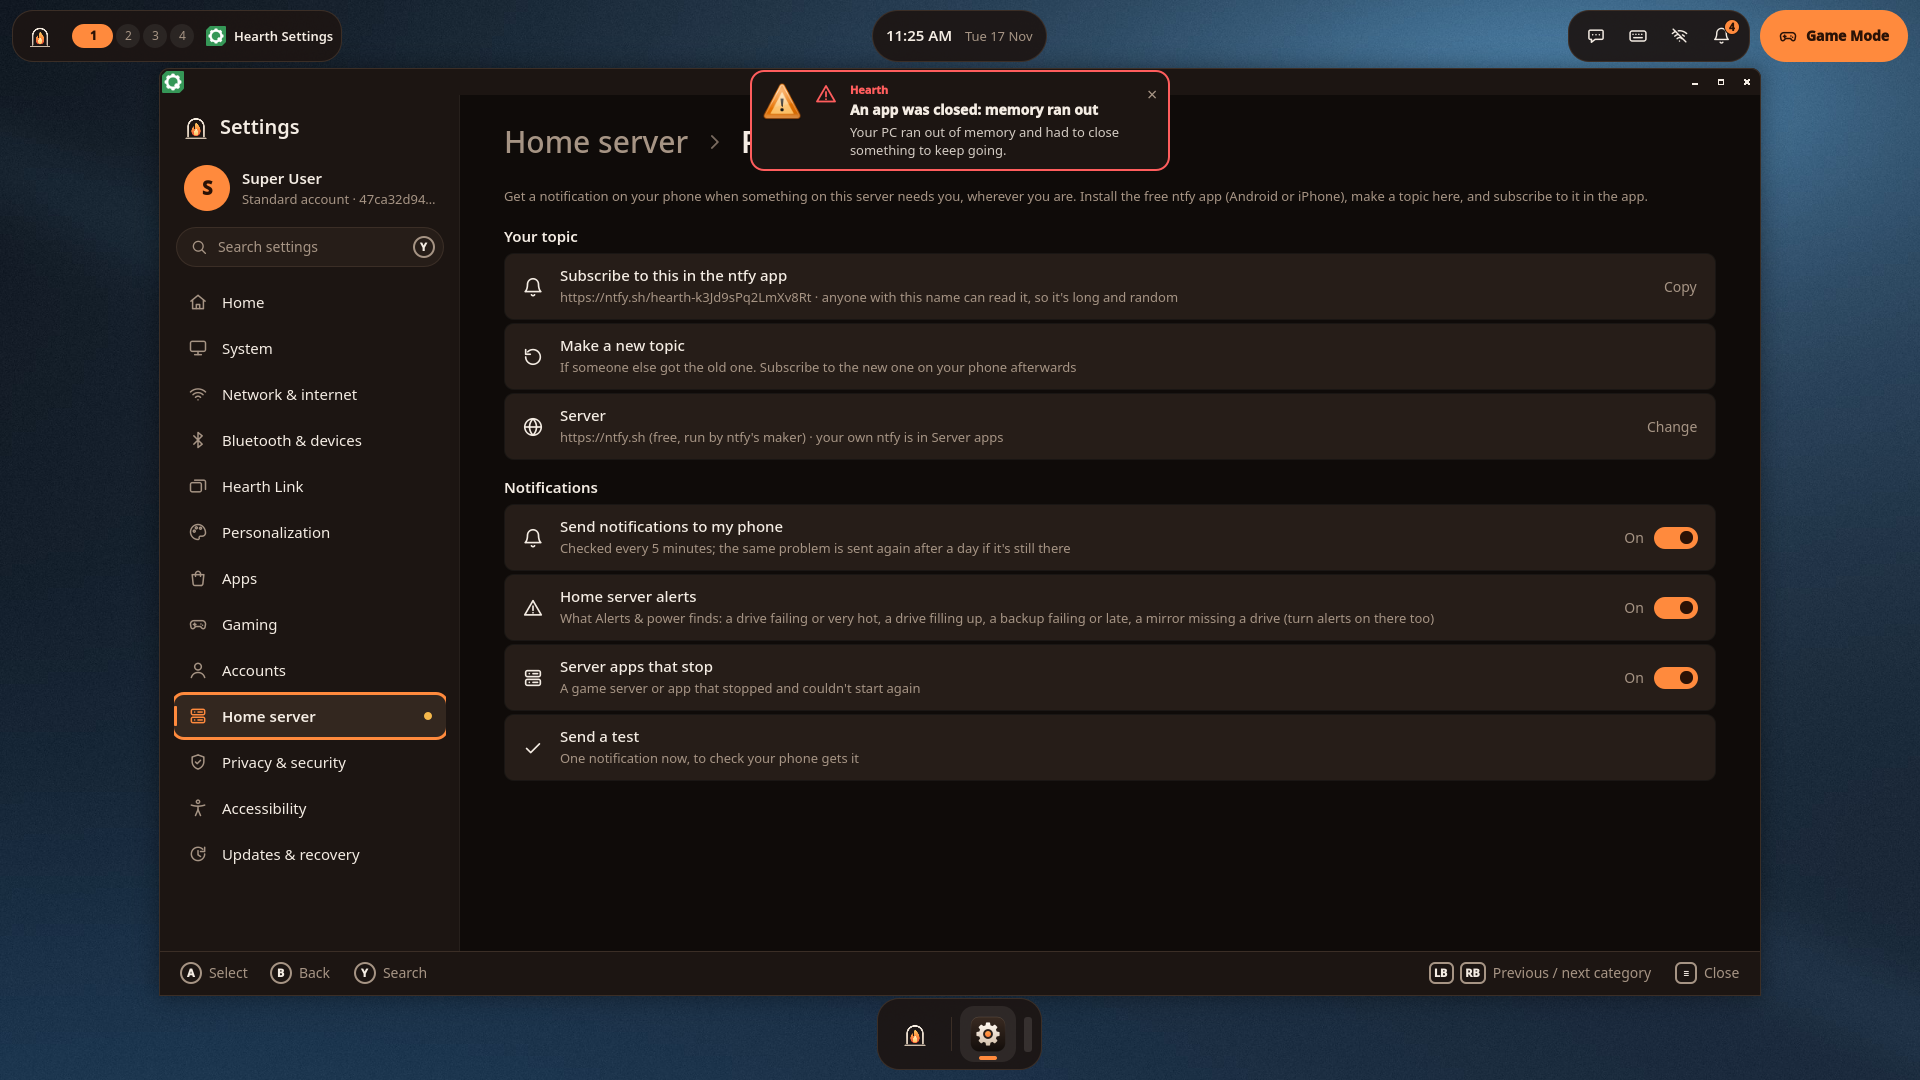 1 2 3 4 Hearth Settings
11:25 AM Tue 17 Nov
4
Game Mode
Hearth
An app was closed: memory ran out
Your PC ran out of memory and had to close
something to keep going.
Settings
S
Super User
Standard account · 47ca32d94...
Search settings Y
Home
System
Network & internet
Bluetooth & devices
Hearth Link
Personalization
Apps
Gaming
Accounts
Home server
Privacy & security
Accessibility
Updates & recovery
Home server
Get a notification on your phone when something on this server needs you, wherever you are. Install the free ntfy app (Android or iPhone), make a topic here, and subscribe to it in the app.
Your topic
Subscribe to this in the ntfy app
https://ntfy.sh/hearth-k3Jd9sPq2LmXv8Rt · anyone with this name can read it, so it's long and random
Copy
Make a new topic
If someone else got the old one. Subscribe to the new one on your phone afterwards
Server
https://ntfy.sh (free, run by ntfy's maker) · your own ntfy is in Server apps
Change
Notifications
Send notifications to my phone
Checked every 5 minutes; the same problem is sent again after a day if it's still there
On
Home server alerts
What Alerts & power finds: a drive failing or very hot, a drive filling up, a backup failing or late, a mirror missing a drive (turn alerts on there too)
On
Server apps that stop
A game server or app that stopped and couldn't start again
On
Send a test
One notification now, to check your phone gets it
A Select B Back Y Search
LB RB Previous / next category Close